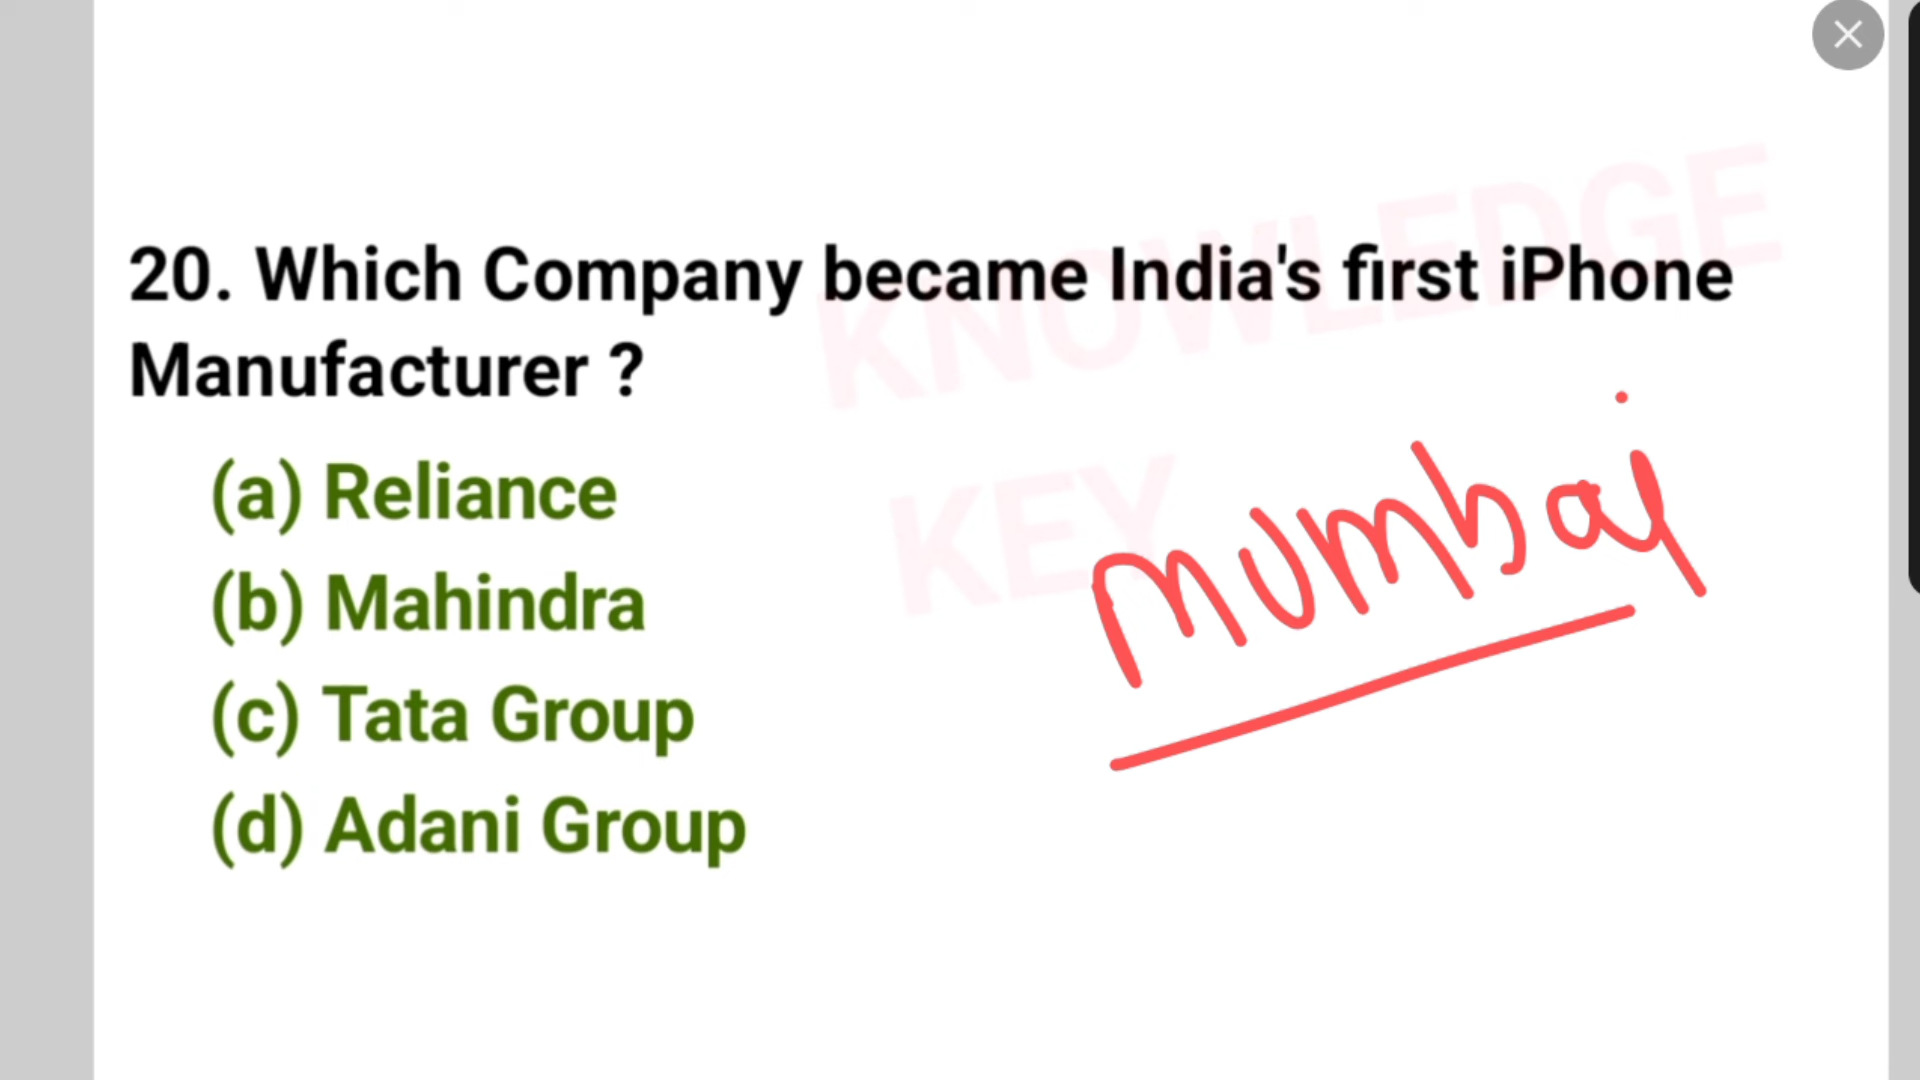 20. Which Company became India's first iPhone
Manufacturer ?
(a) Reliance
(b) Mahindra
(c) Tata Group
(d) Adani Group
KNOWLEDGE
KEY
Mumbai